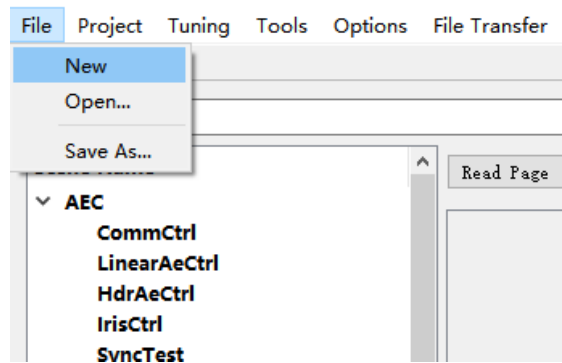 File Project Tuning Tools Options File Transfer
New
Open...
Save As...
Read Page
AEC
CommCtrl
LinearAeCtrl
HdrAeCtrl
IrisCtrl
SyncTest